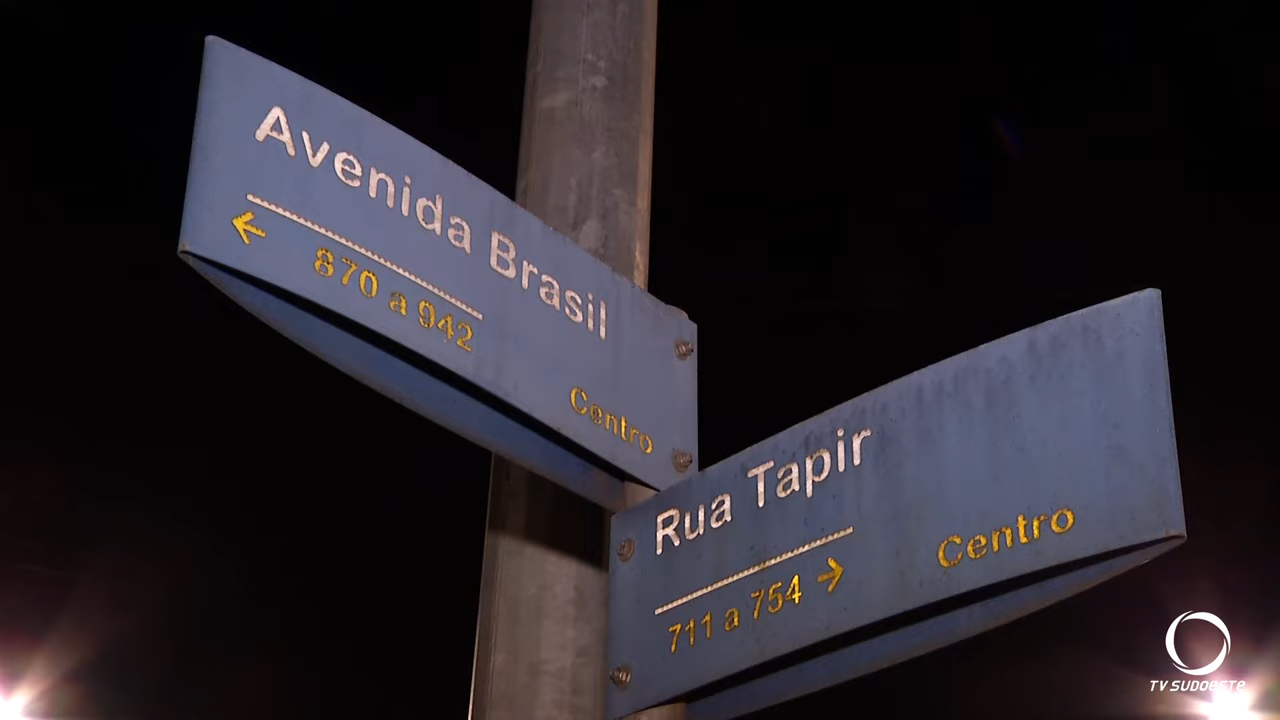 Avenida Brasil
← 870 a 942
Centro
Rua Tapir
711 a 754 →
Centro
TV SUDOESTE